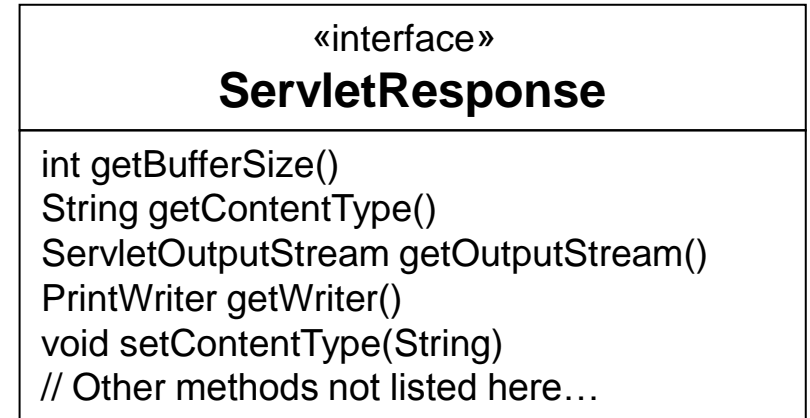 «interface»
ServletResponse
int getBufferSize()
String getContentType()
ServletOutputStream getOutputStream()
PrintWriter getWriter()
void setContentType(String)
// Other methods not listed here…